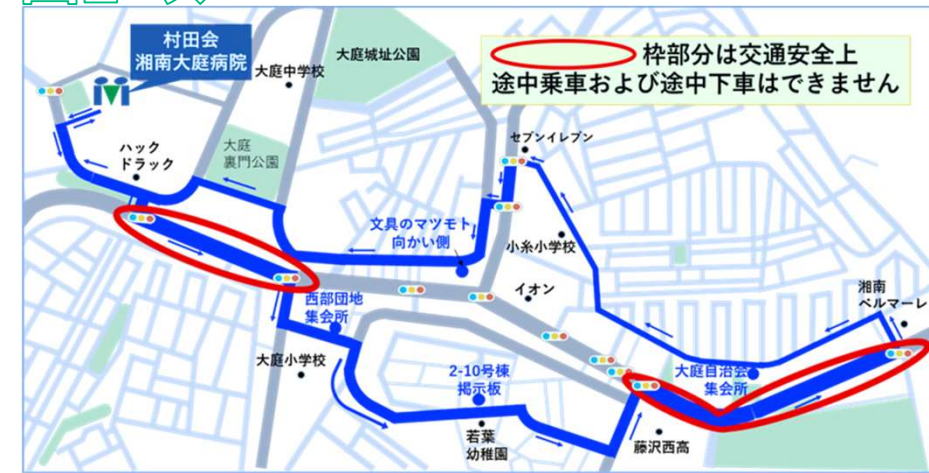 村田会
湘南大庭病院
大庭中学校
大庭城址公園
枠部分は交通安全上
途中乗車および途中下車はできません
セブンイレブン
ハック
ドラック
大庭
裏門公園
文具のマツモト
向かい側
小糸小学校
イオン
湘南
ベルマーレ
西部団地
集会所
大庭小学校
2-10号棟
掲示板
大庭自治会
集会所
若葉
幼稚園
藤沢西高